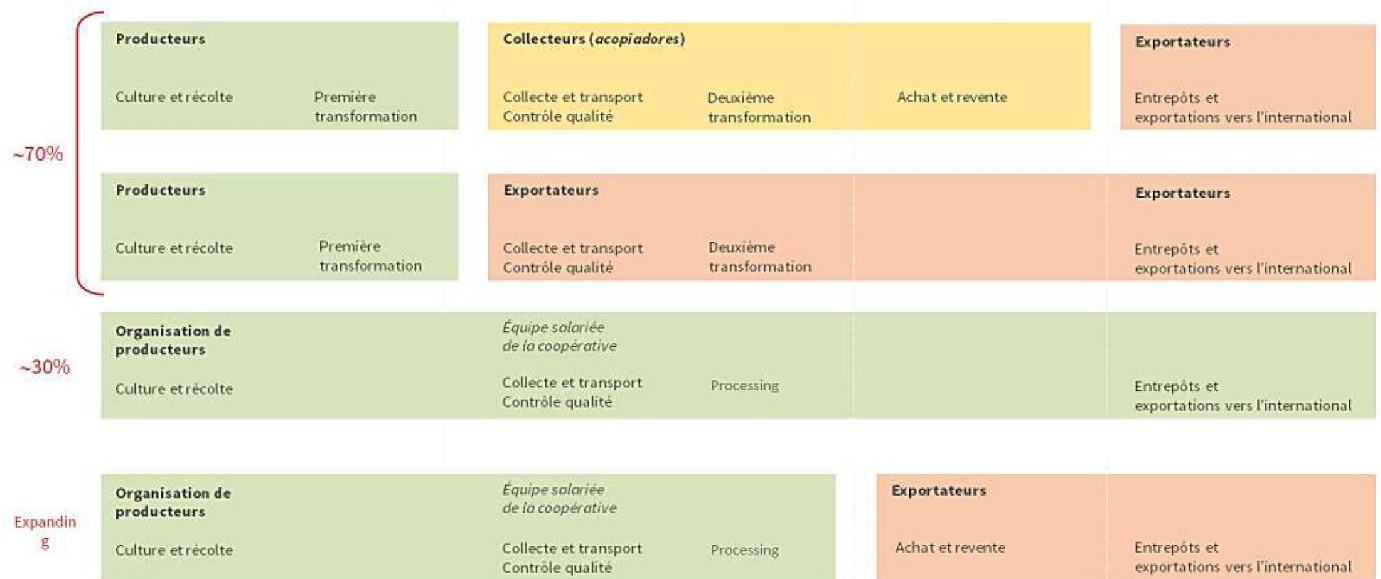 Producteurs
Culture et récolte
Première
transformation
Collecteurs (acopiadores)
Collecte et transport
Contrôle qualité
Deuxième
transformation
Achat et revente
Exportateurs
Entrepôts et
exportations vers l'international
~70%
Producteurs
Culture et récolte
Première
transformation
Exportateurs
Collecte et transport
Contrôle qualité
Deuxième
transformation
Exportateurs
Entrepôts et
exportations vers l'international
~30%
Organisation de
producteurs
Culture et récolte
Équipe salariée
de la coopérative
Collecte et transport
Contrôle qualité
Processing
Entrepôts et
exportations vers l'international
Expandin
g
Organisation de
producteurs
Culture et récolte
Équipe salariée
de la coopérative
Collecte et transport
Contrôle qualité
Processing
Exportateurs
Achat et revente
Entrepôts et
exportations vers l'international